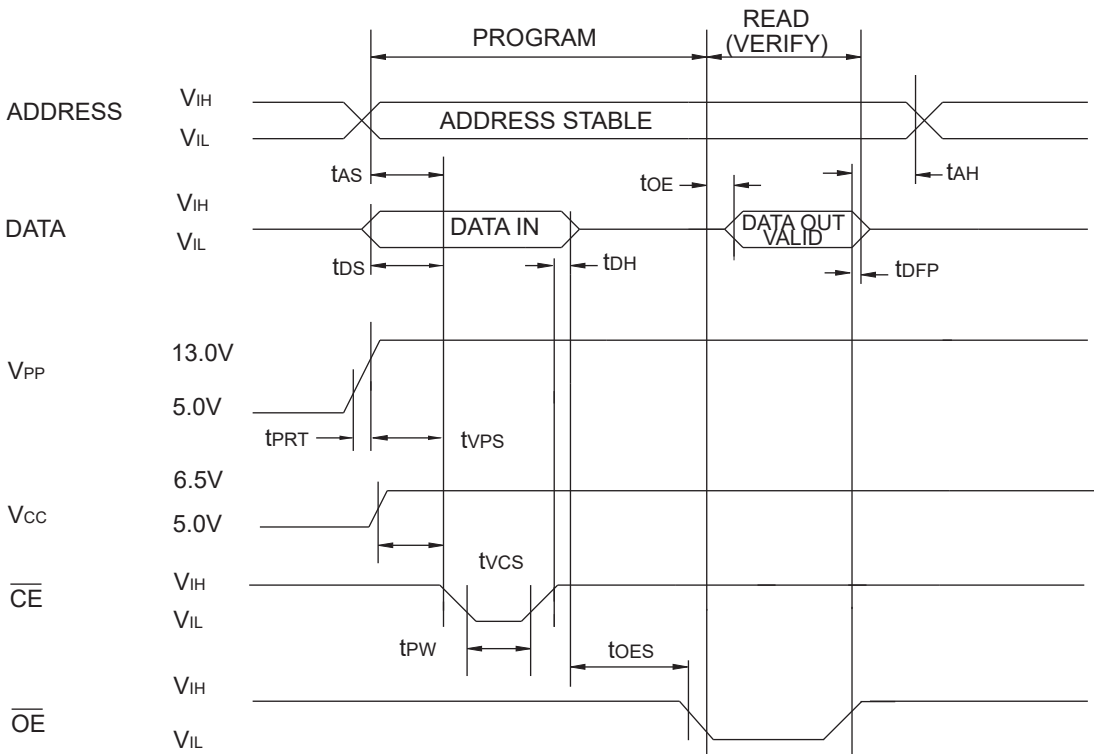 READ
(VERIFY)
PROGRAM
ADDRESS
VIH
VIL
ADDRESS STABLE
tAS
tOE
tAH
DATA
VIH
VIL
DATA IN
DATA OUT
VALID
tDS
tDH
tDFP
VPP
13.0V
5.0V
tPRT
tVPS
VCC
6.5V
5.0V
tVCS
CE
VIH
VIL
tPW
tOES
OE
VIH
VIL